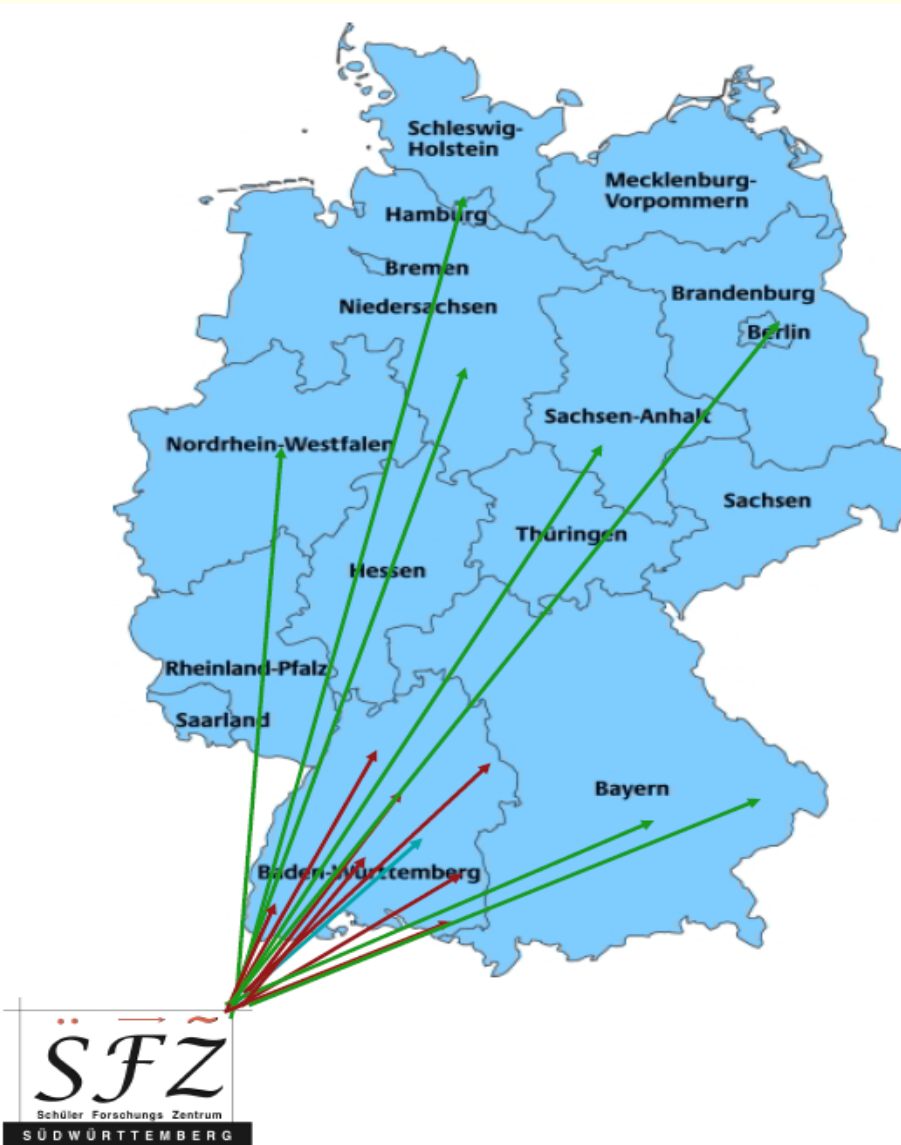 Schleswig-
Holstein
Mecklenburg-
Vorpommern
Hamburg
Bremen
Brandenburg
Niedersachsen
Berlin
Sachsen-Anhalt
Nordrhein-Westfalen
Sachsen
Thüringen
Hessen
Rheinland-Pfalz
Saarland
Bayern
Baden-Württemberg
SFZ
Schüler Forschungs Zentrum
SÜDWÜRTTEMBERG